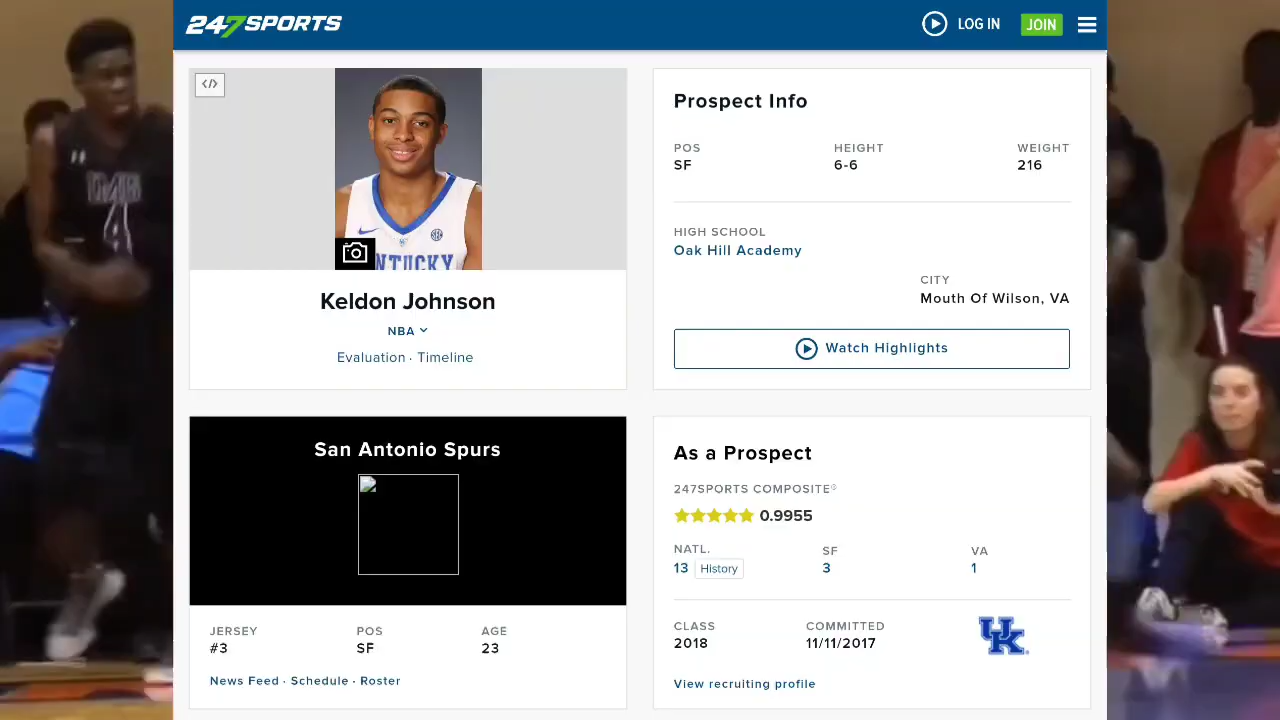 247SPORTS
LOG IN
JOIN
</>
KENTUCKY
Keldon Johnson
NBA
Evaluation · Timeline
Prospect Info
POS HEIGHT WEIGHT
SF 6-6 216
HIGH SCHOOL
Oak Hill Academy
CITY
Mouth Of Wilson, VA
Watch Highlights
San Antonio Spurs
JERSEY POS AGE
#3 SF 23
News Feed · Schedule · Roster
As a Prospect
247SPORTS COMPOSITE®
0.9955
NATL. SF VA
13 History 3 1
CLASS COMMITTED
2018 11/11/2017
UK
View recruiting profile
4